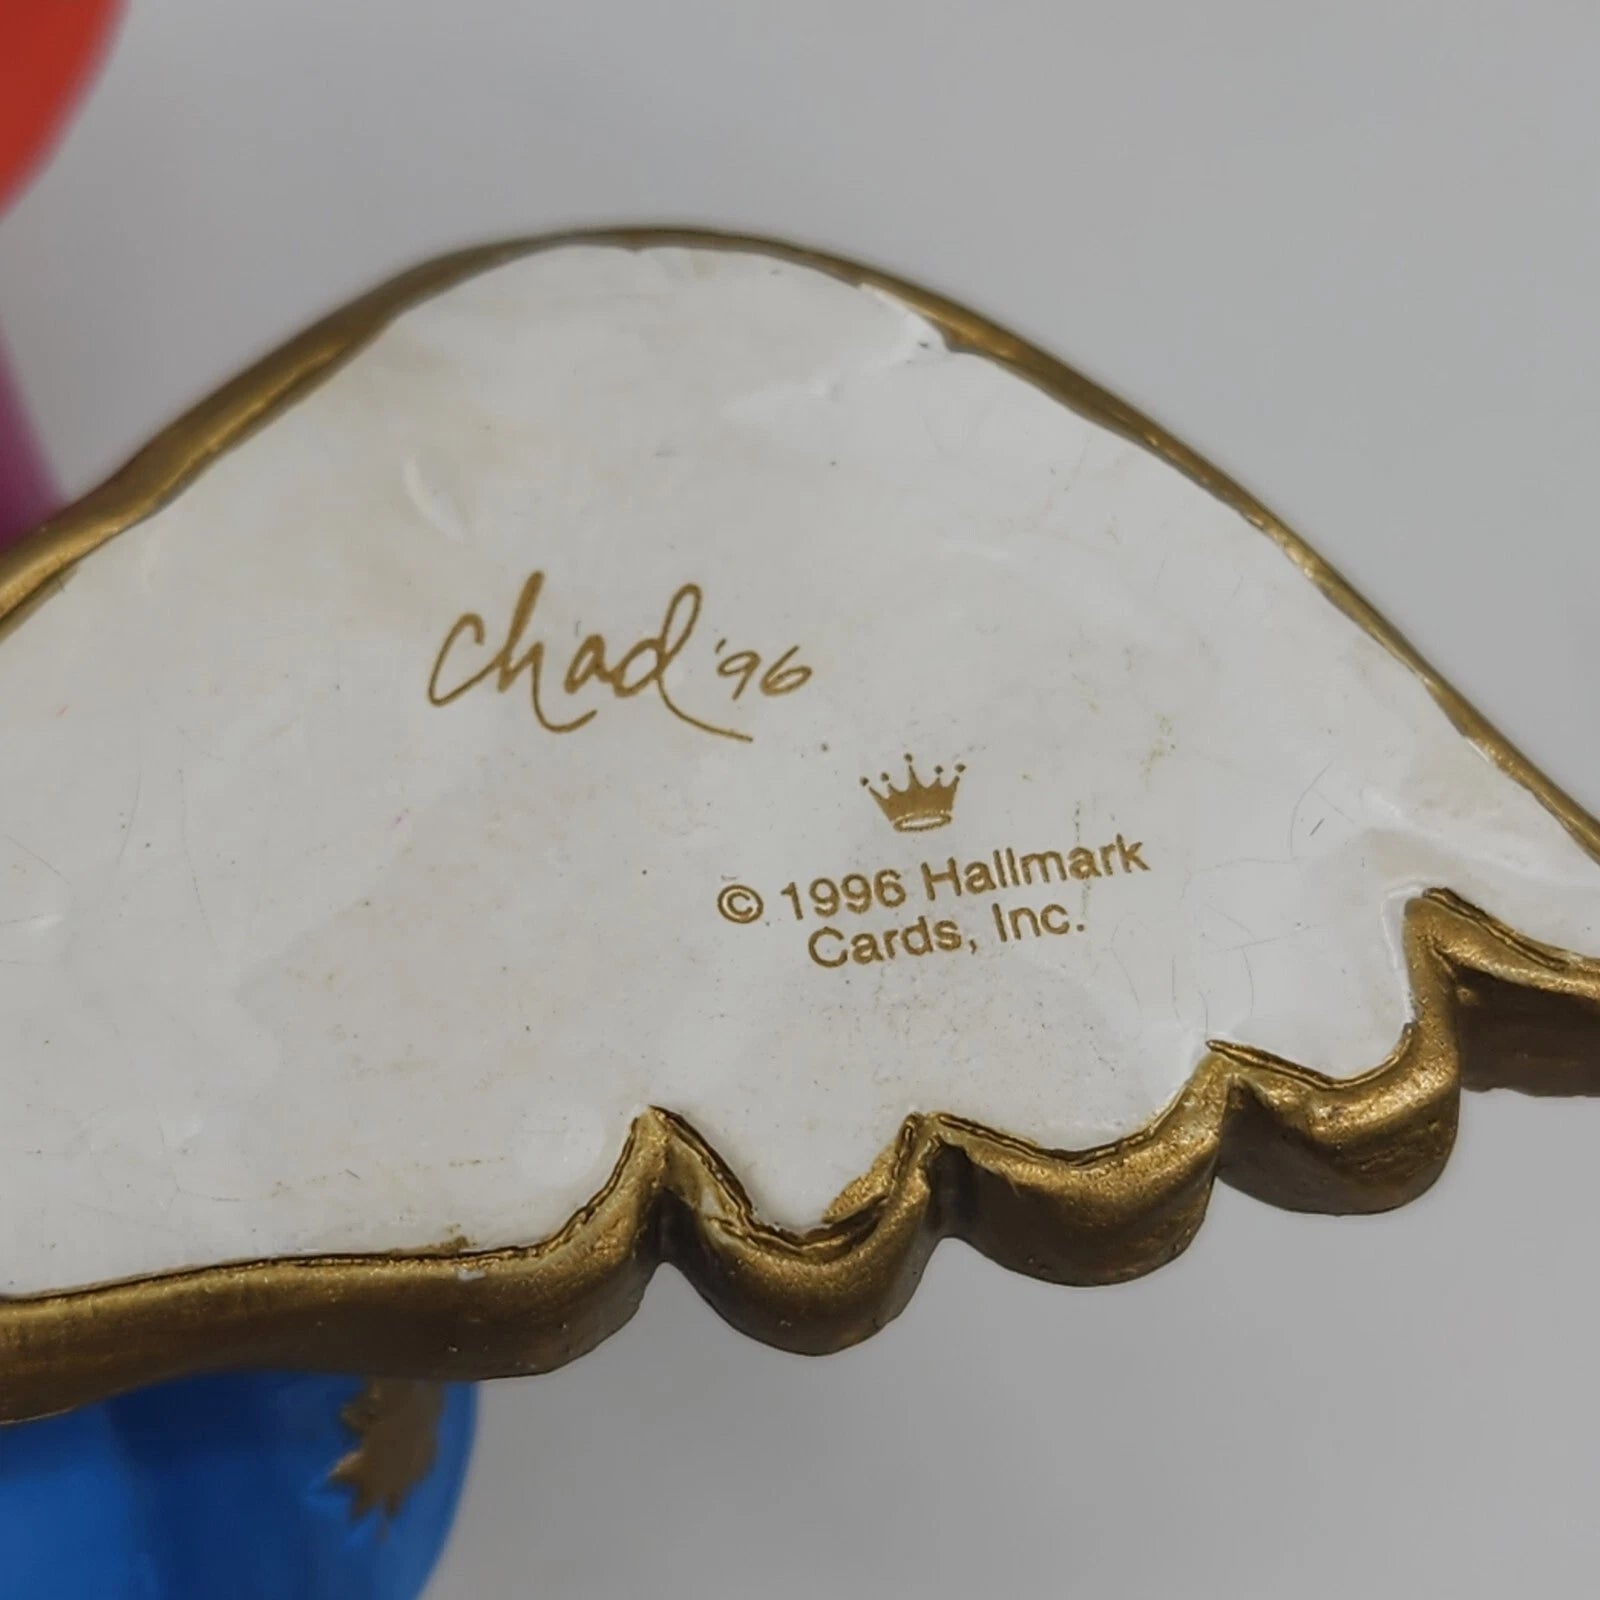 Chad '96
© 1996 Hallmark
Cards, Inc.